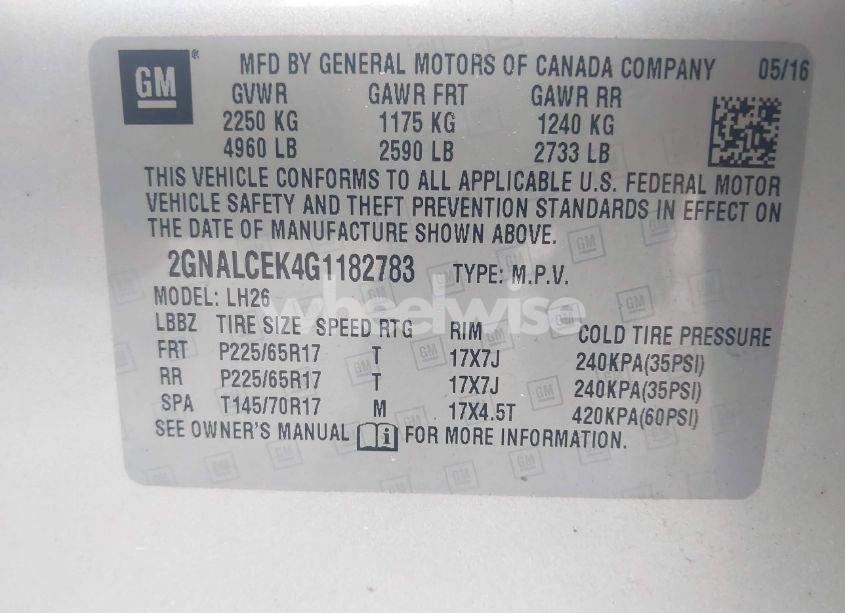 GM ® MFD BY GENERAL MOTORS OF CANADA COMPANY 05/16
GVWR GAWR FRT GAWR RR
2250 KG 1175 KG 1240 KG
4960 LB 2590 LB 2733 LB
THIS VEHICLE CONFORMS TO ALL APPLICABLE U.S. FEDERAL MOTOR
VEHICLE SAFETY AND THEFT PREVENTION STANDARDS IN EFFECT ON
THE DATE OF MANUFACTURE SHOWN ABOVE.
2GNALCEK4G1182783 TYPE: M.P.V.
MODEL: LH26
wheelwise
LBBZ TIRE SIZE SPEED RTG RIM COLD TIRE PRESSURE
FRT P225/65R17 T 17X7J 240KPA(35PSI)
RR P225/65R17 T 17X7J 240KPA(35PSI)
SPA T145/70R17 M 17X4.5T 420KPA(60PSI)
SEE OWNER'S MANUAL i FOR MORE INFORMATION.